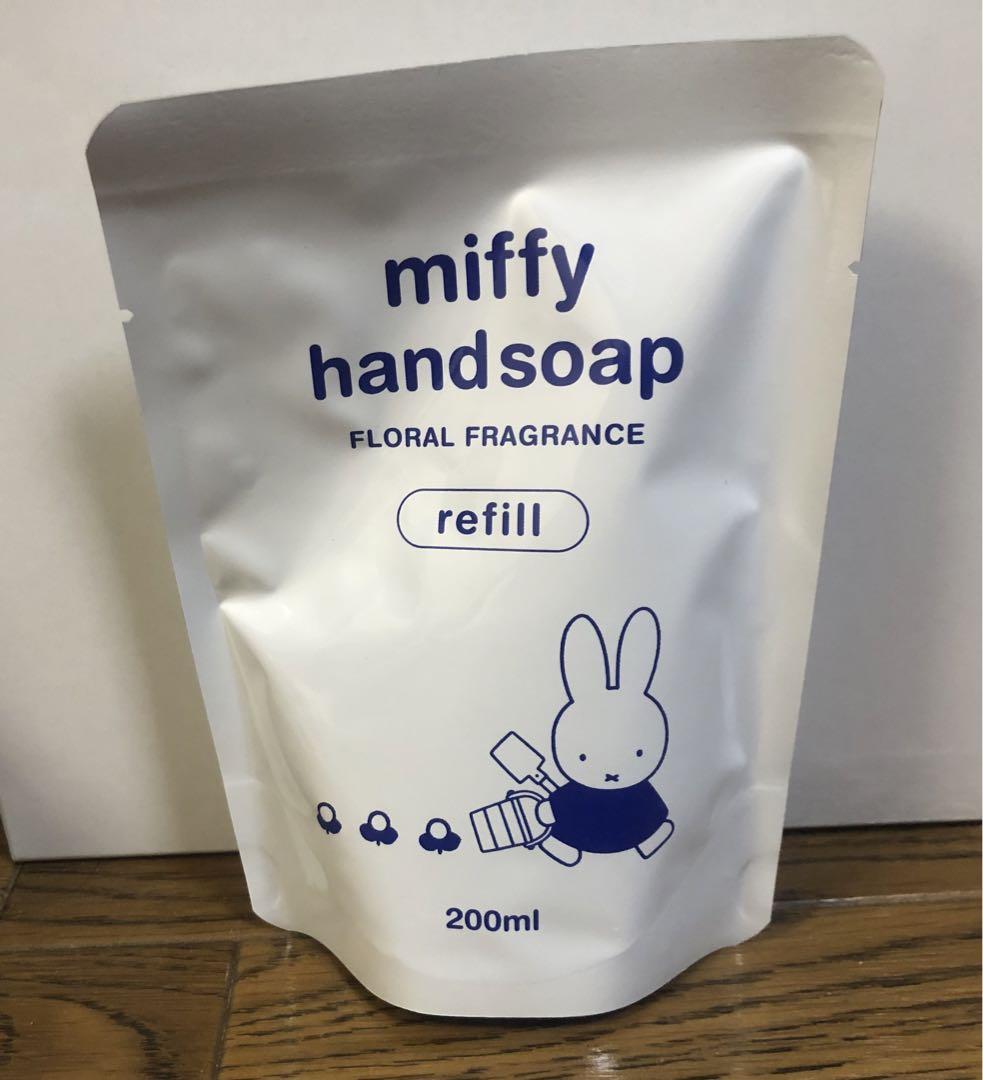 miffy
hand soap
FLORAL FRAGRANCE
refill
200ml